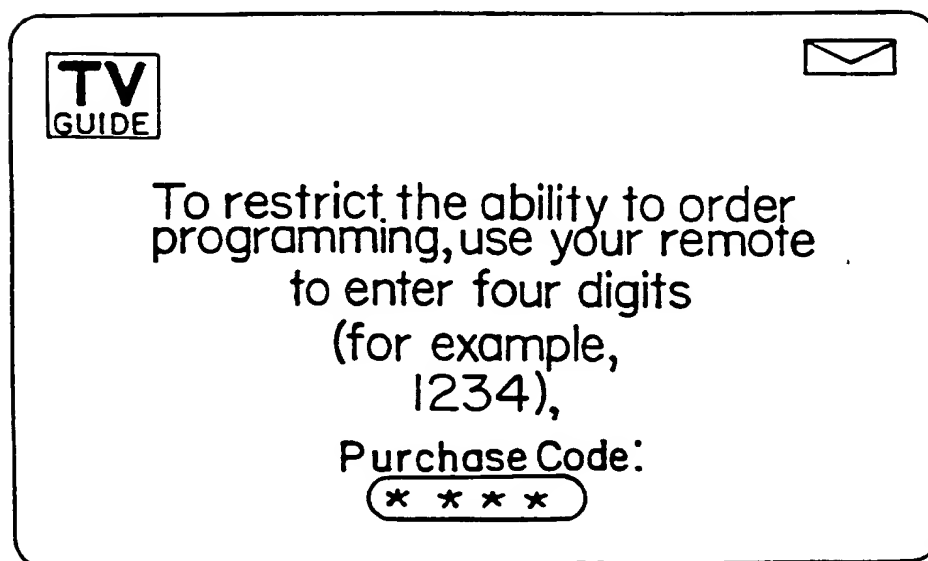 TV
GUIDE
To restrict the ability to order
programming, use your remote
to enter four digits
(for example,
1234),
Purchase Code:
* * * *